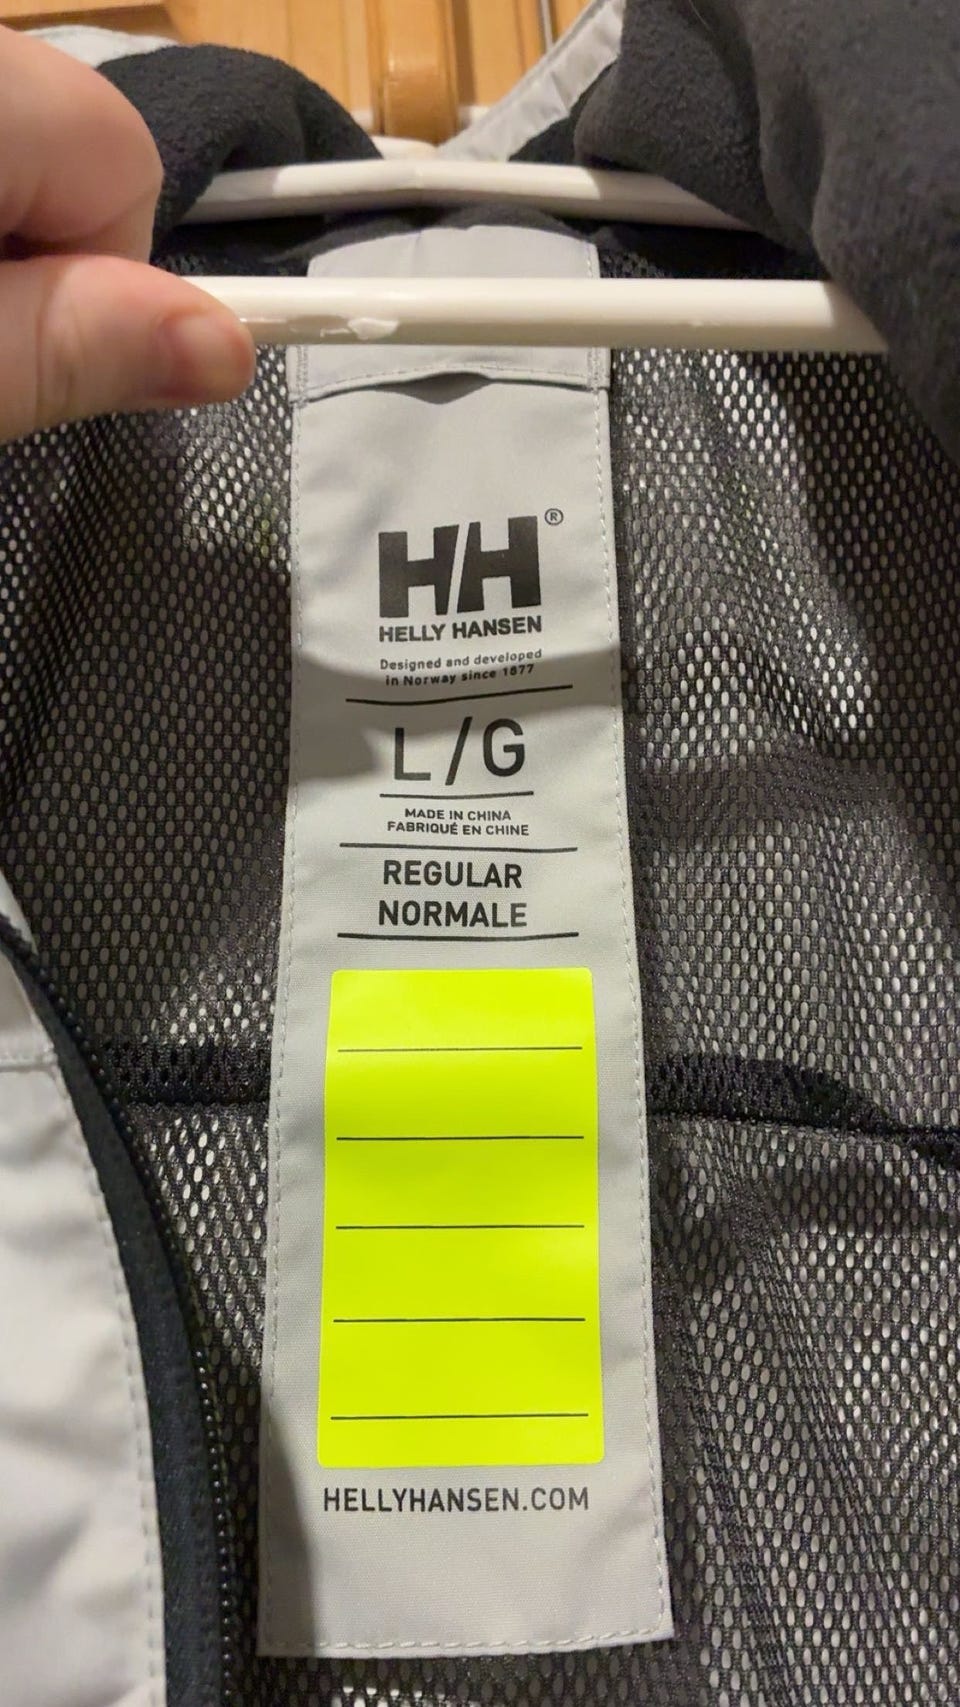 HH®
HELLY HANSEN
Designed and developed
in Norway since 1877
L/G
MADE IN CHINA
FABRIQUÉ EN CHINE
REGULAR
NORMALE
HELLYHANSEN.COM